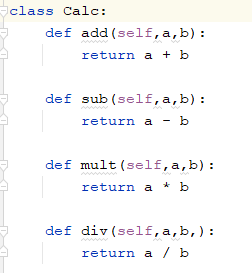 class Calc:
    def add(self,a,b):
        return a + b
    def sub(self,a,b):
        return a - b
    def mult(self,a,b):
        return a * b
    def div(self,a,b,):
        return a / b